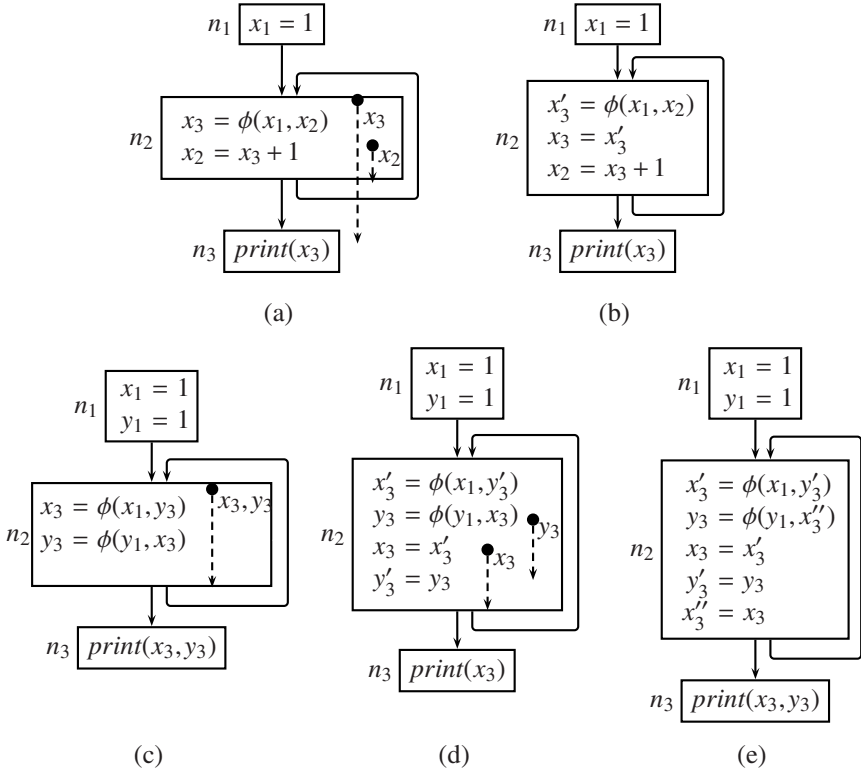 n₁ x₁ = 1
n₂
x₃ = ϕ(x₁, x₂)
x₂ = x₃ + 1
x₃
x₂
n₃ print(x₃)
(a)
n₁ x₁ = 1
n₂
x′₃ = ϕ(x₁, x₂)
x₃ = x′₃
x₂ = x₃ + 1
n₃ print(x₃)
(b)
n₁
x₁ = 1
y₁ = 1
n₂
x₃ = ϕ(x₁, y₃)
y₃ = ϕ(y₁, x₃)
x₃, y₃
n₃ print(x₃, y₃)
(c)
n₁
x₁ = 1
y₁ = 1
n₂
x′₃ = ϕ(x₁, y′₃)
y₃ = ϕ(y₁, x₃)
x₃ = x′₃
y′₃ = y₃
y₃
x₃
n₃ print(x₃)
(d)
n₁
x₁ = 1
y₁ = 1
n₂
x′₃ = ϕ(x₁, y′₃)
y₃ = ϕ(y₁, x′′₃)
x₃ = x′₃
y′₃ = y₃
x′′₃ = x₃
n₃ print(x₃, y₃)
(e)